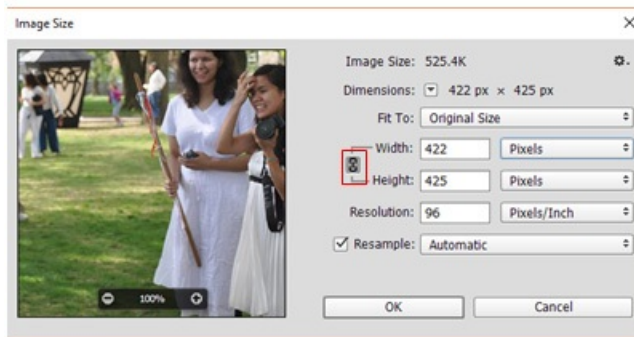 Image Size
Image Size: 525.4K
Dimensions: 422 px × 425 px
Fit To: Original Size
Width: 422 Pixels
Height: 425 Pixels
Resolution: 96 Pixels/Inch
Resample: Automatic
100%
OK Cancel